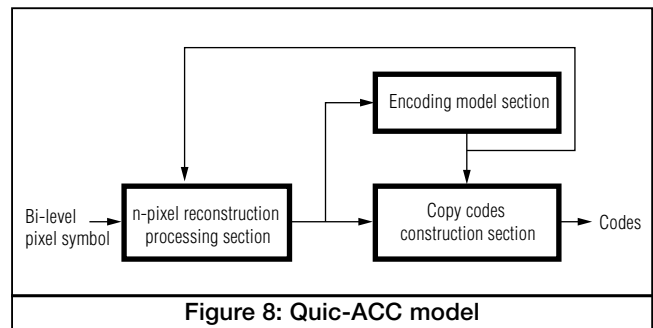 Encoding model section
Bi-level
pixel symbol
n-pixel reconstruction
processing section
Copy codes
construction section
Codes
Figure 8: Quic-ACC model